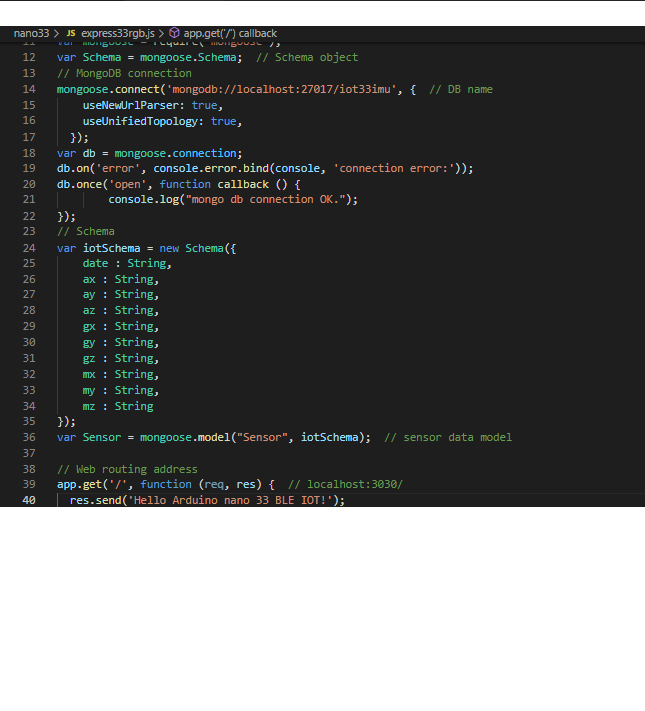 nano33 > JS express33rgb.js > app.get('/') callback
11 var mongoose = require('mongoose');
12 var Schema = mongoose.Schema;  // Schema object
13 // MongoDB connection
14 mongoose.connect('mongodb://localhost:27017/iot33imu', {  // DB name
15     useNewUrlParser: true,
16     useUnifiedTopology: true,
17   });
18 var db = mongoose.connection;
19 db.on('error', console.error.bind(console, 'connection error:'));
20 db.once('open', function callback () {
21         console.log("mongo db connection OK.");
22 });
23 // Schema
24 var iotSchema = new Schema({
25     date : String,
26     ax : String,
27     ay : String,
28     az : String,
29     gx : String,
30     gy : String,
31     gz : String,
32     mx : String,
33     my : String,
34     mz : String
35 });
36 var Sensor = mongoose.model("Sensor", iotSchema);  // sensor data model
37
38 // Web routing address
39 app.get('/', function (req, res) {  // localhost:3030/
40   res.send('Hello Arduino nano 33 BLE IOT!');